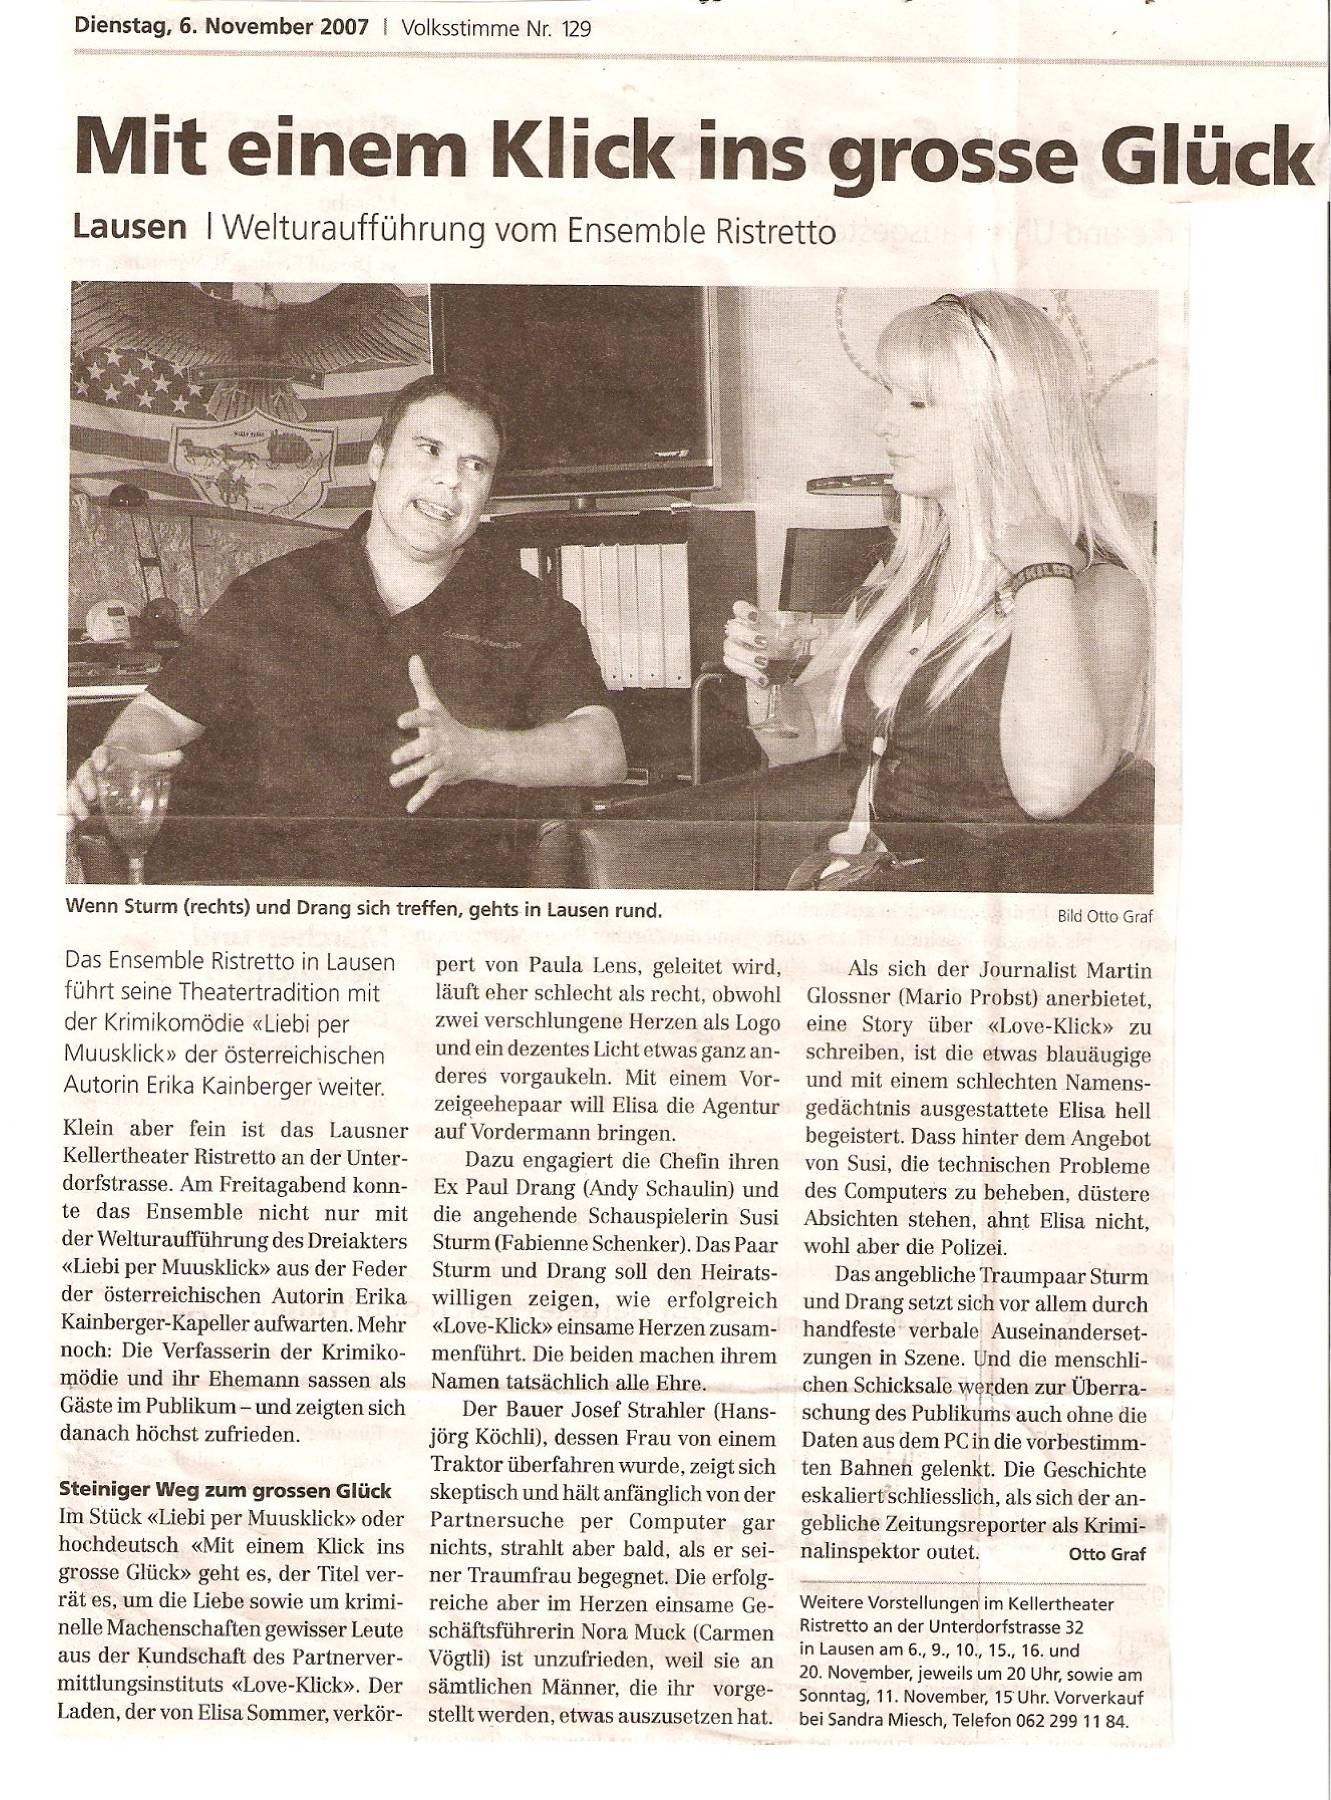 Dienstag, 6. November 2007 | Volksstimme Nr. 129
Mit einem Klick ins grosse Glück
Lausen | Welturaufführung vom Ensemble Ristretto
Wenn Sturm (rechts) und Drang sich treffen, gehts in Lausen rund.
Bild Otto Graf
Das Ensemble Ristretto in Lausen
führt seine Theatertradition mit
der Krimikomödie «Liebi per
Muusklick» der österreichischen
Autorin Erika Kainberger weiter.
Klein aber fein ist das Lausner
Kellertheater Ristretto an der Unter-
dorfstrasse. Am Freitagabend konn-
te das Ensemble nicht nur mit
der Welturaufführung des Dreiakters
«Liebi per Muusklick» aus der Feder
der österreichischen Autorin Erika
Kainberger-Kapeller aufwarten. Mehr
noch: Die Verfasserin der Krimiko-
mödie und ihr Ehemann sassen als
Gäste im Publikum – und zeigten sich
danach höchst zufrieden.
Steiniger Weg zum grossen Glück
Im Stück «Liebi per Muusklick» oder
hochdeutsch «Mit einem Klick ins
grosse Glück» geht es, der Titel ver-
rät es, um die Liebe sowie um krimi-
nelle Machenschaften gewisser Leute
aus der Kundschaft des Partnerver-
mittlungsinstituts «Love-Klick». Der
Laden, der von Elisa Sommer, verkör-
pert von Paula Lens, geleitet wird,
läuft eher schlecht als recht, obwohl
zwei verschlungene Herzen als Logo
und ein dezentes Licht etwas ganz an-
deres vorgaukeln. Mit einem Vor-
zeigeehepaar will Elisa die Agentur
auf Vordermann bringen.
Dazu engagiert die Chefin ihren
Ex Paul Drang (Andy Schaulin) und
die angehende Schauspielerin Susi
Sturm (Fabienne Schenker). Das Paar
Sturm und Drang soll den Heirats-
willigen zeigen, wie erfolgreich
«Love-Klick» einsame Herzen zusam-
menführt. Die beiden machen ihrem
Namen tatsächlich alle Ehre.
Der Bauer Josef Strahler (Hans-
jörg Köchli), dessen Frau von einem
Traktor überfahren wurde, zeigt sich
skeptisch und hält anfänglich von der
Partnersuche per Computer gar
nichts, strahlt aber bald, als er sei-
ner Traumfrau begegnet. Die erfolg-
reiche aber im Herzen einsame Ge-
schäftsführerin Nora Muck (Carmen
Vögtli) ist unzufrieden, weil sie an
sämtlichen Männer, die ihr vorge-
stellt werden, etwas auszusetzen hat.
Als sich der Journalist Martin
Glossner (Mario Probst) anerbietet,
eine Story über «Love-Klick» zu
schreiben, ist die etwas blauäugige
und mit einem schlechten Namens-
gedächtnis ausgestattete Elisa hell
begeistert. Dass hinter dem Angebot
von Susi, die technischen Probleme
des Computers zu beheben, düstere
Absichten stehen, ahnt Elisa nicht,
wohl aber die Polizei.
Das angebliche Traumpaar Sturm
und Drang setzt sich vor allem durch
handfeste verbale Auseinanderset-
zungen in Szene. Und die menschli-
chen Schicksale werden zur Überra-
schung des Publikums auch ohne die
Daten aus dem PC in die vorbestimm-
ten Bahnen gelenkt. Die Geschichte
eskaliert schliesslich, als sich der an-
gebliche Zeitungsreporter als Krimi-
nalinspektor outet. Otto Graf
Weitere Vorstellungen im Kellertheater
Ristretto an der Unterdorfstrasse 32
in Lausen am 6., 9., 10., 15., 16. und
20. November, jeweils um 20 Uhr, sowie am
Sonntag, 11. November, 15 Uhr. Vorverkauf
bei Sandra Miesch, Telefon 062 299 11 84.